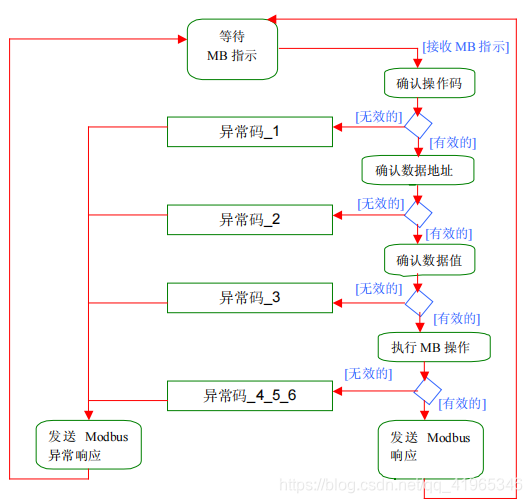 等待
MB 指示
[接收 MB 指示]
确认操作码
[无效的]
异常码_1
[有效的]
确认数据地址
[无效的]
异常码_2
[有效的]
确认数据值
[无效的]
异常码_3
[有效的]
执行 MB 操作
[无效的]
异常码_4_5_6
[有效的]
发送 Modbus
异常响应
发送 Modbus
响应
https://blog.csdn.net/qq_41965346